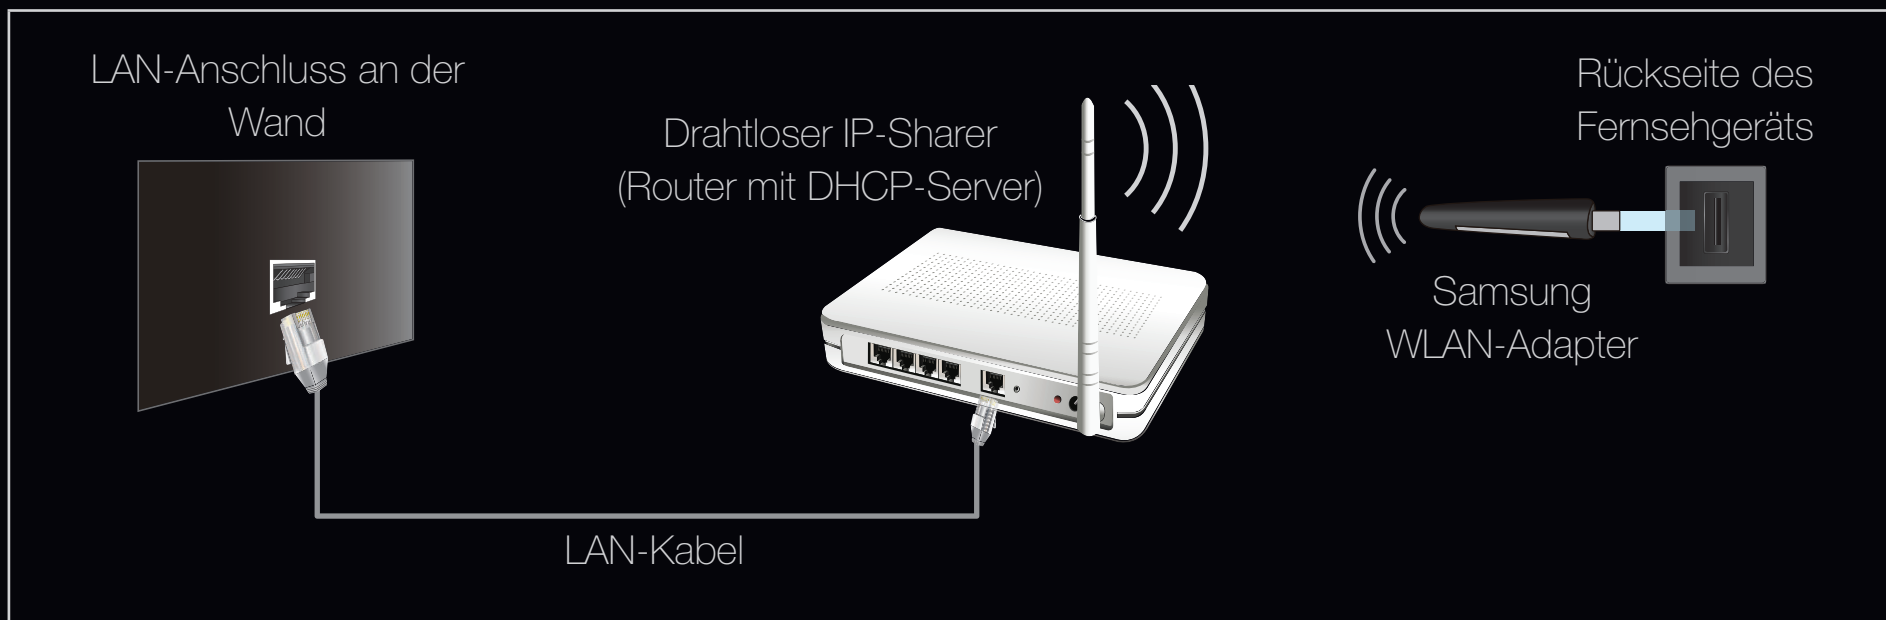 LAN-Anschluss an der
Wand
Drahtloser IP-Sharer
(Router mit DHCP-Server)
Rückseite des
Fernsehgeräts
Samsung
WLAN-Adapter
LAN-Kabel